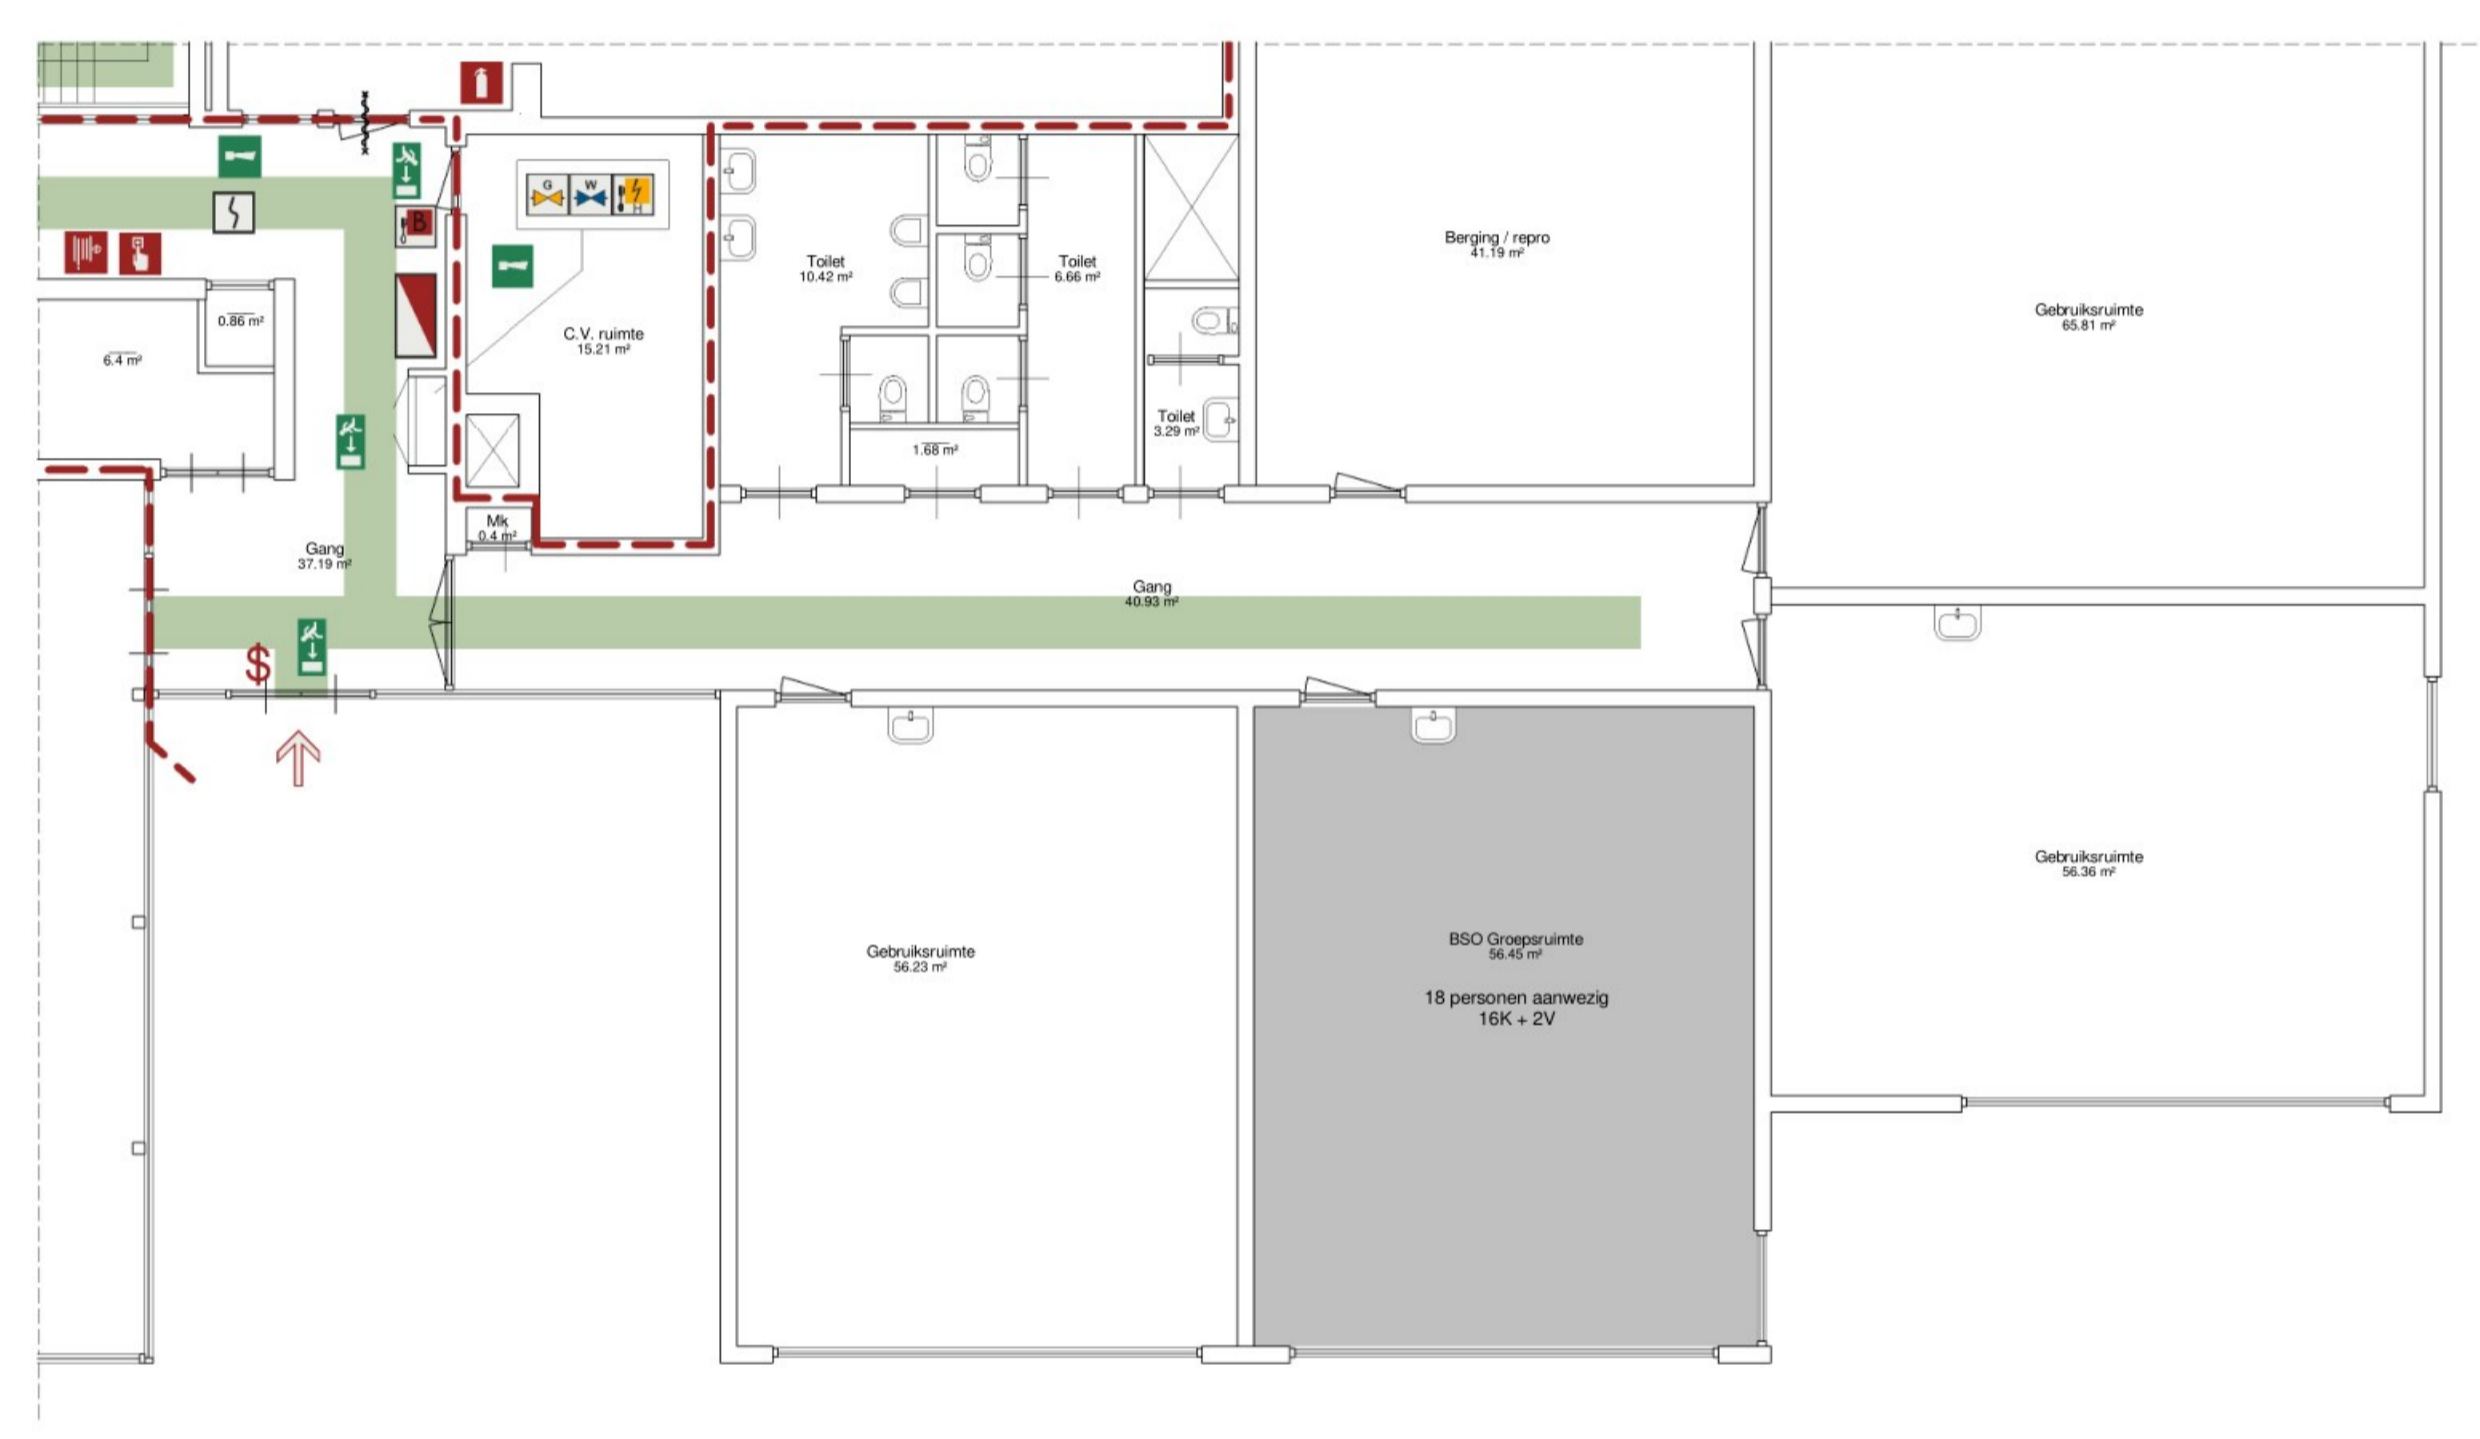 G W
H
B
Berging / repro
41.19 m²
Toilet
10.42 m²
Toilet
6.66 m²
Gebruiksruimte
65.81 m²
0.86 m²
C.V. ruimte
15.21 m²
6.4 m²
Toilet
3.29 m²
1.68 m²
Mk
0.4 m²
Gang
37.19 m²
Gang
40.93 m²
$
Gebruiksruimte
56.36 m²
Gebruiksruimte
56.23 m²
BSO Groepsruimte
56.45 m²
18 personen aanwezig
16K + 2V